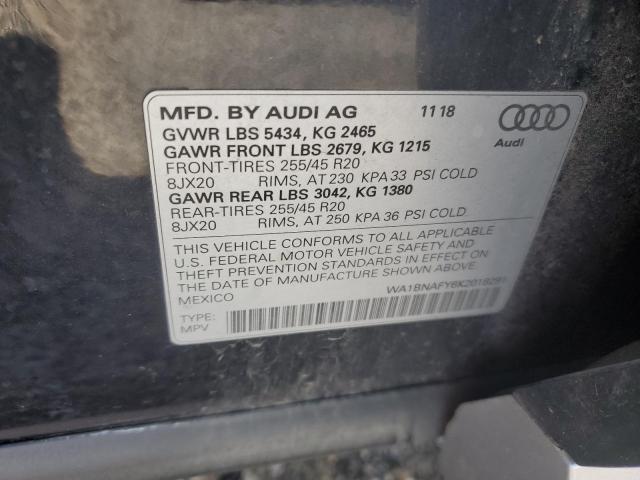 MFD. BY AUDI AG 11 18
GVWR LBS 5434, KG 2465
GAWR FRONT LBS 2679, KG 1215
FRONT-TIRES 255/45 R20
8JX20 RIMS, AT 230 KPA 33 PSI COLD
GAWR REAR LBS 3042, KG 1380
REAR-TIRES 255/45 R20
8JX20 RIMS, AT 250 KPA 36 PSI COLD
THIS VEHICLE CONFORMS TO ALL APPLICABLE
U.S. FEDERAL MOTOR VEHICLE SAFETY AND
THEFT PREVENTION STANDARDS IN EFFECT ON
THE DATE OF MANUFACTURE SHOWN ABOVE.
MEXICO
TYPE:
MPV
Audi